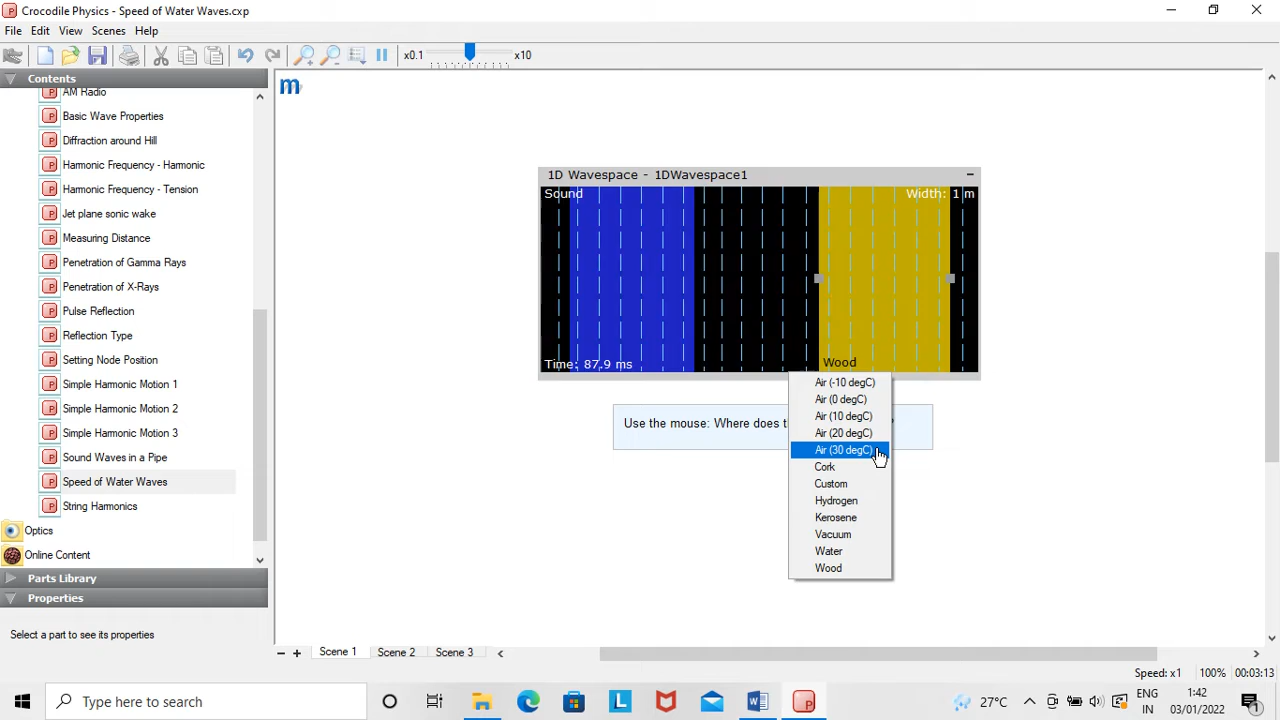 Crocodile Physics - Speed of Water Waves.cxp
File Edit View Scenes Help
x0.1 x10
Contents
AM Radio
Basic Wave Properties
Diffraction around Hill
Harmonic Frequency - Harmonic
Harmonic Frequency - Tension
Jet plane sonic wake
Measuring Distance
Penetration of Gamma Rays
Penetration of X-Rays
Pulse Reflection
Reflection Type
Setting Node Position
Simple Harmonic Motion 1
Simple Harmonic Motion 2
Simple Harmonic Motion 3
Sound Waves in a Pipe
Speed of Water Waves
String Harmonics
Optics
Online Content
Parts Library
Properties
Select a part to see its properties
m
1D Wavespace - 1DWavespace1
Sound Width: 1 m
Time: 87.9 ms Wood
Use the mouse: Where does
Air (-10 degC)
Air (0 degC)
Air (10 degC)
Air (20 degC)
Air (30 degC)
Cork
Custom
Hydrogen
Kerosene
Vacuum
Water
Wood
Scene 1 Scene 2 Scene 3
Speed: x1 100% 00:03:13
Type here to search
27°C ENG 1:42
IN 03/01/2022
1